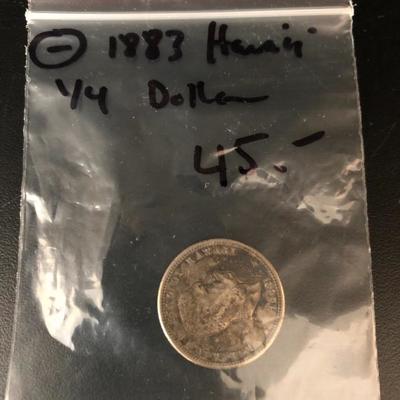 ⊖ 1883 Hawaii
1/4 Dollar
45.-